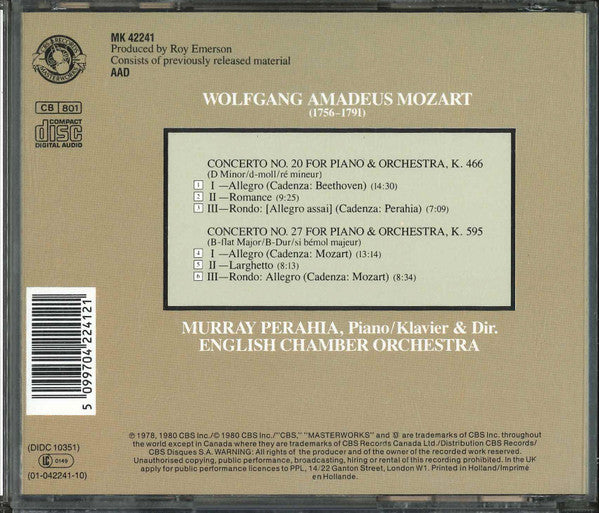 MK 42241
Produced by Roy Emerson
Consists of previously released material
AAD
CBS RECORDS
MASTERWORKS
CB 801
COMPACT
disc
DIGITAL AUDIO
WOLFGANG AMADEUS MOZART
(1756–1791)
CONCERTO NO. 20 FOR PIANO & ORCHESTRA, K. 466
(D Minor/d-moll/ré mineur)
1 I —Allegro (Cadenza: Beethoven) (14:30)
2 II —Romance (9:25)
3 III—Rondo: [Allegro assai] (Cadenza: Perahia) (7:09)
CONCERTO NO. 27 FOR PIANO & ORCHESTRA, K. 595
(B-flat Major/B-Dur/si bémol majeur)
4 I —Allegro (Cadenza: Mozart) (13:14)
5 II —Larghetto (8:13)
6 III—Rondo: Allegro (Cadenza: Mozart) (8:34)
MURRAY PERAHIA, Piano/Klavier & Dir.
ENGLISH CHAMBER ORCHESTRA
5 099704 224121
(DIDC 10351)
LC 0149
(01-042241-10)
℗ 1978, 1980 CBS Inc./© 1980 CBS Inc./"CBS," "MASTERWORKS" and are trademarks of CBS Inc. throughout
the world except in Canada where they are trademarks of CBS Records Canada Ltd./Distribution CBS Records/
CBS Disques S.A. WARNING: All rights of the producer and of the owner of the recorded work reserved.
Unauthorised copying, public performance, broadcasting, hiring or rental of this recording prohibited. In the UK
apply for public performance licences to PPL, 14/22 Ganton Street, London W1. Printed in Holland/Imprimé
en Hollande.